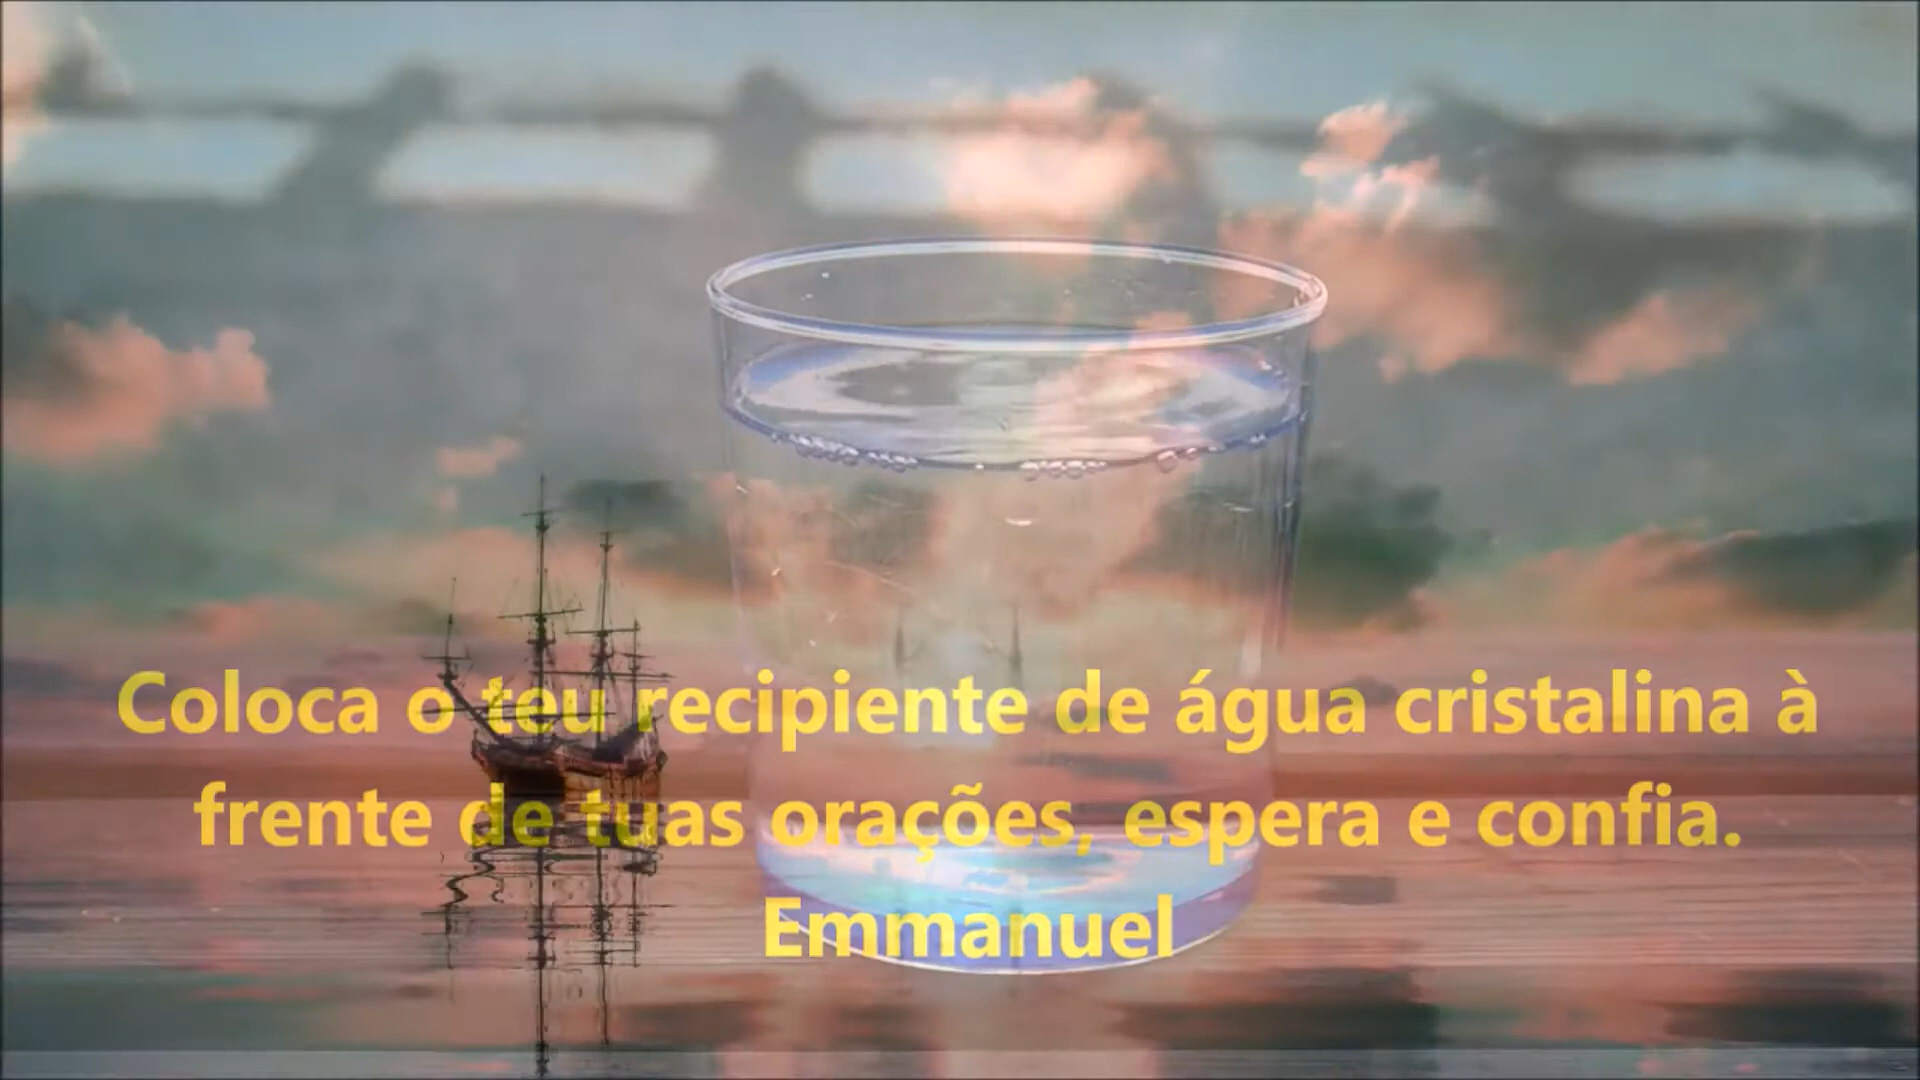 Coloca o teu recipiente de água cristalina à
frente de tuas orações, espera e confia.
Emmanuel